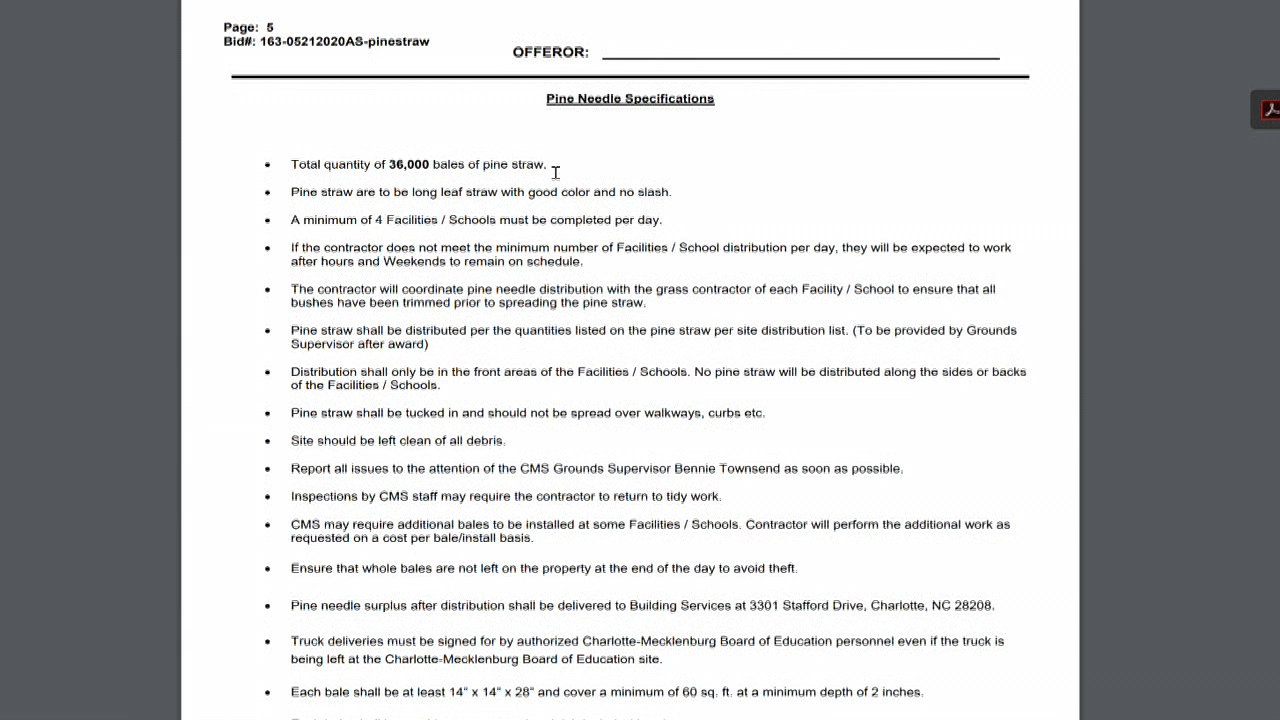 Page: 5
Bid#: 163-05212020AS-pinestraw
OFFEROR:
Pine Needle Specifications
• Total quantity of 36,000 bales of pine straw.
• Pine straw are to be long leaf straw with good color and no slash.
• A minimum of 4 Facilities / Schools must be completed per day.
• If the contractor does not meet the minimum number of Facilities / School distribution per day, they will be expected to work
after hours and Weekends to remain on schedule.
• The contractor will coordinate pine needle distribution with the grass contractor of each Facility / School to ensure that all
bushes have been trimmed prior to spreading the pine straw.
• Pine straw shall be distributed per the quantities listed on the pine straw per site distribution list. (To be provided by Grounds
Supervisor after award)
• Distribution shall only be in the front areas of the Facilities / Schools. No pine straw will be distributed along the sides or backs
of the Facilities / Schools.
• Pine straw shall be tucked in and should not be spread over walkways, curbs etc.
• Site should be left clean of all debris.
• Report all issues to the attention of the CMS Grounds Supervisor Bennie Townsend as soon as possible.
• Inspections by CMS staff may require the contractor to return to tidy work.
• CMS may require additional bales to be installed at some Facilities / Schools. Contractor will perform the additional work as
requested on a cost per bale/install basis.
• Ensure that whole bales are not left on the property at the end of the day to avoid theft.
• Pine needle surplus after distribution shall be delivered to Building Services at 3301 Stafford Drive, Charlotte, NC 28208.
• Truck deliveries must be signed for by authorized Charlotte-Mecklenburg Board of Education personnel even if the truck is
being left at the Charlotte-Mecklenburg Board of Education site.
• Each bale shall be at least 14" x 14" x 28" and cover a minimum of 60 sq. ft. at a minimum depth of 2 inches.